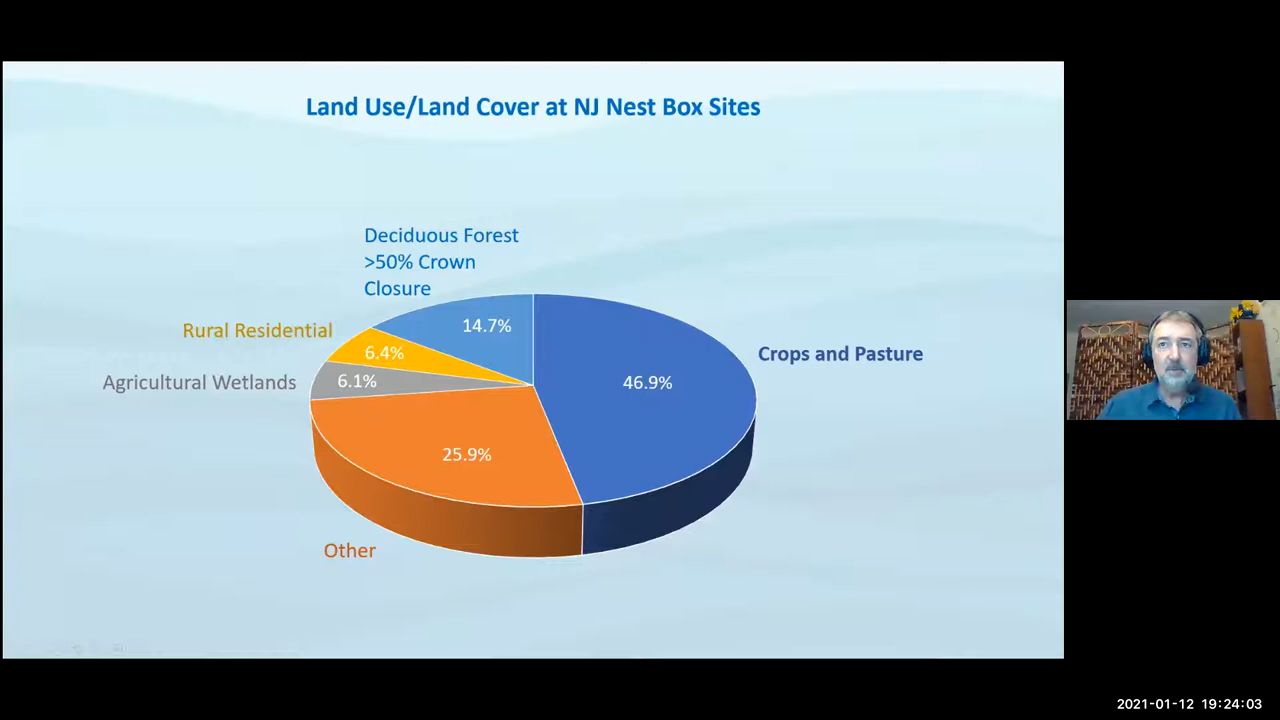 Land Use/Land Cover at NJ Nest Box Sites
Deciduous Forest
>50% Crown
Closure
14.7%
Rural Residential
6.4%
Crops and Pasture
Agricultural Wetlands
6.1%
46.9%
25.9%
Other
2021-01-12 19:24:03